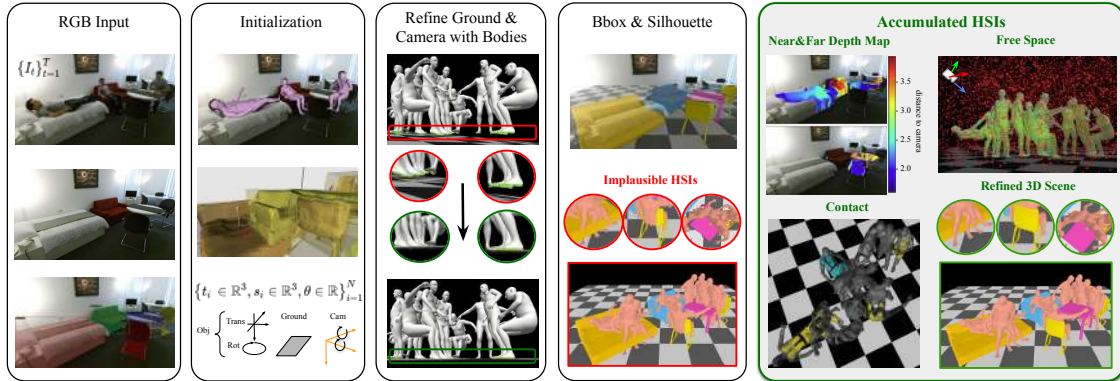 RGB Input
{I_t}_{t=1}^T
Initialization
{t_i ∈ ℝ^3, s_i ∈ ℝ^3, θ ∈ ℝ}_{i=1}^N
Obj
Trans
Rot
Ground
Cam
Refine Ground &
Camera with Bodies
Bbox & Silhouette
Implausible HSIs
Accumulated HSIs
Near&Far Depth Map
3.5
3.0
2.5
2.0
distance to camera
Free Space
Contact
Refined 3D Scene